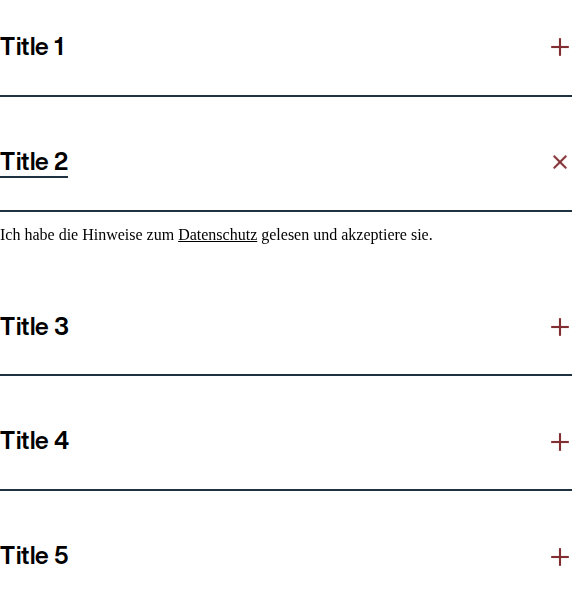 Title 1
Title 2
Ich habe die Hinweise zum Datenschutz gelesen und akzeptiere sie.
Title 3
Title 4
Title 5